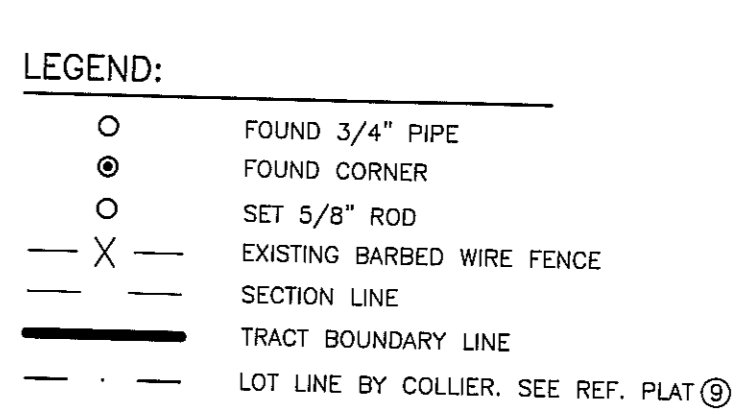 LEGEND:
FOUND 3/4" PIPE
FOUND CORNER
SET 5/8" ROD
X EXISTING BARBED WIRE FENCE
SECTION LINE
TRACT BOUNDARY LINE
LOT LINE BY COLLIER. SEE REF. PLAT 9